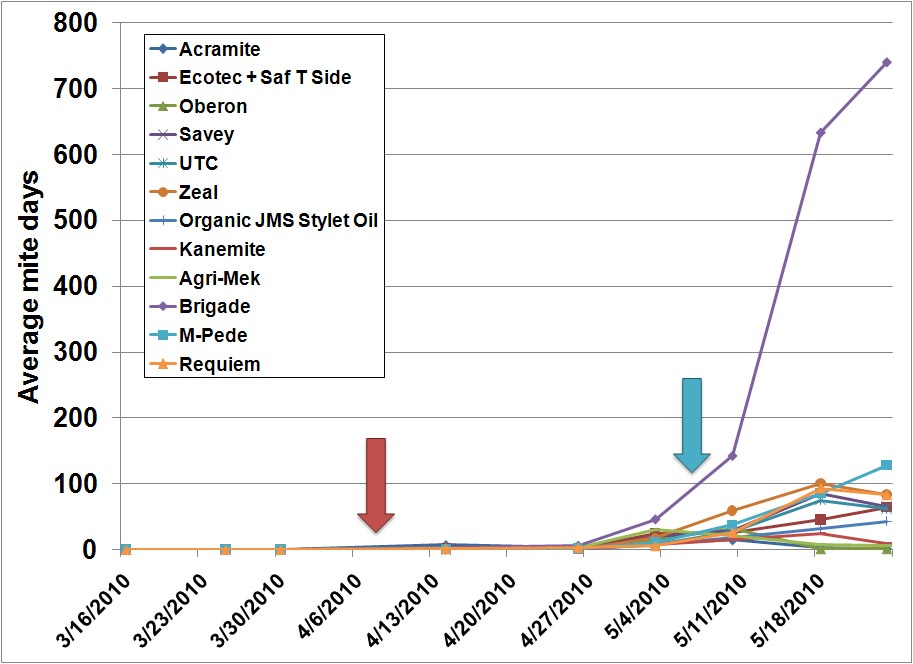 800
700
600
500
400
300
200
100
0
Average mite days
Acramite
Ecotec + Saf T Side
Oberon
Savey
UTC
Zeal
Organic JMS Stylet Oil
Kanemite
Agri-Mek
Brigade
M-Pede
Requiem
3/16/2010
3/23/2010
3/30/2010
4/6/2010
4/13/2010
4/20/2010
4/27/2010
5/4/2010
5/11/2010
5/18/2010